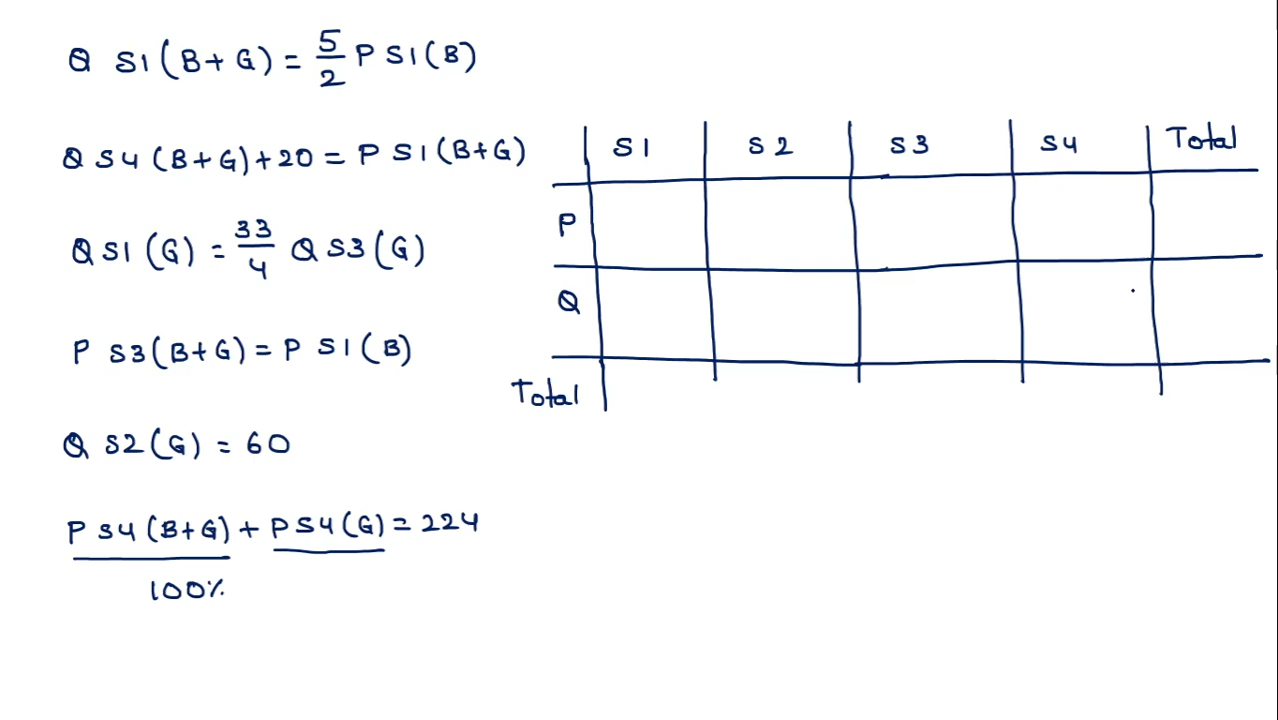 Q S1(B+G) = 5/2 P S1(B)
Q S4(B+G)+20 = P S1(B+G)
Q S1(G) = 33/4 Q S3(G)
P S3(B+G) = P S1(B)
Q S2(G) = 60
P S4(B+G) + P S4(G) = 224
100%
S1 S2 S3 S4 Total
P
Q
Total